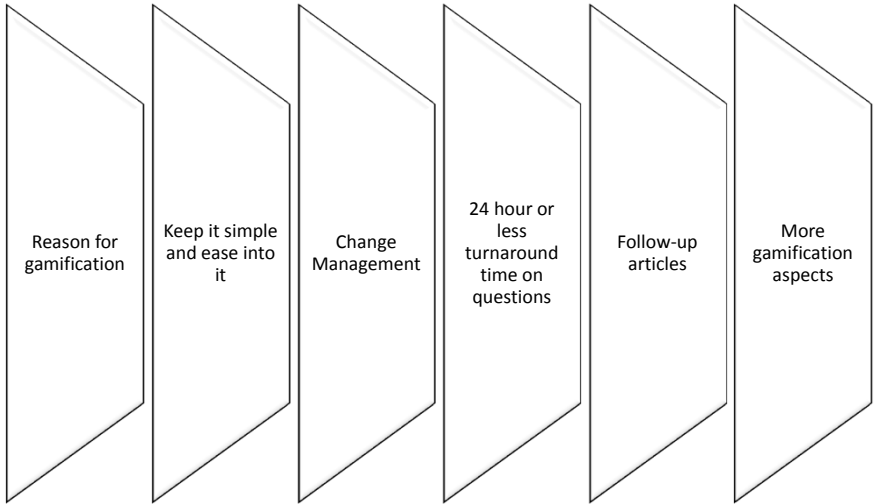 Reason for
gamification
Keep it simple
and ease into
it
Change
Management
24 hour or
less
turnaround
time on
questions
Follow-up
articles
More
gamification
aspects